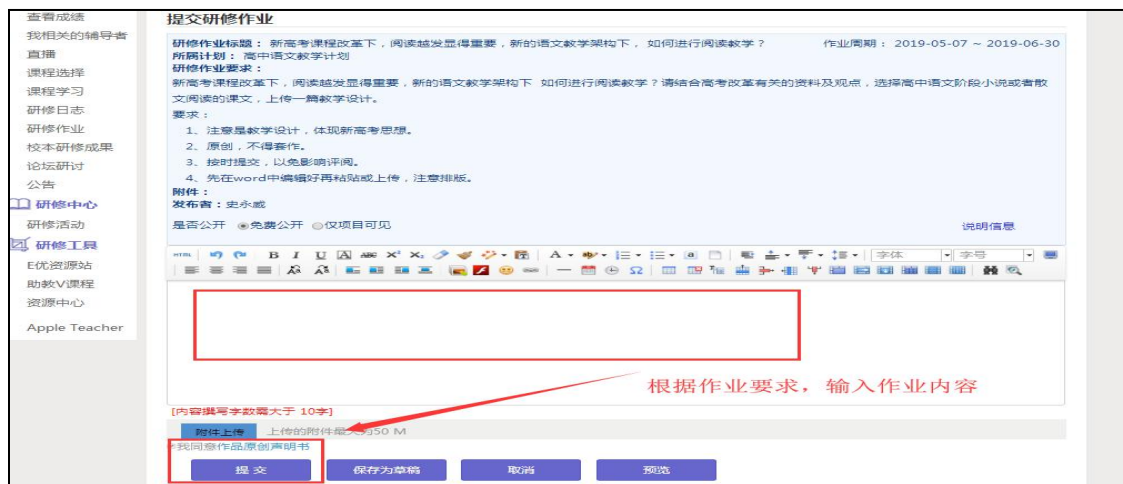 查看成绩
我相关的辅导者
直播
课程选择
课程学习
研修日志
研修作业
校本研修成果
论坛研讨
公告
研修中心
研修活动
研修工具
E优资源站
助教V课程
资源中心
Apple Teacher
提交研修作业
研修作业标题： 新高考课程改革下，阅读越发显得重要，新的语文教学架构下， 如何进行阅读教学？ 作业周期： 2019-05-07 ~ 2019-06-30
所属计划： 高中语文教学计划
研修作业要求：
新高考课程改革下，阅读越发显得重要，新的语文教学架构下 如何进行阅读教学？请结合高考改革有关的资料及观点，选择高中语文阶段小说或者散
文阅读的课文，上传一篇教学设计。
要求：
1、注意是教学设计，体现新高考思想。
2、原创，不得套作。
3、按时提交，以免影响评阅。
4、先在word中编辑好再粘贴或上传，注意排版。
附件：
发布者：史永威
是否公开 免费公开 仅项目可见 说明信息
HTML B I U A ABC X² X₂ A 字体 字号
[内容撰写字数需大于 10字]
根据作业要求，输入作业内容
附件上传 上传的附件最大为50 M
*我同意作品原创声明书
提 交 保存为草稿 取消 预览